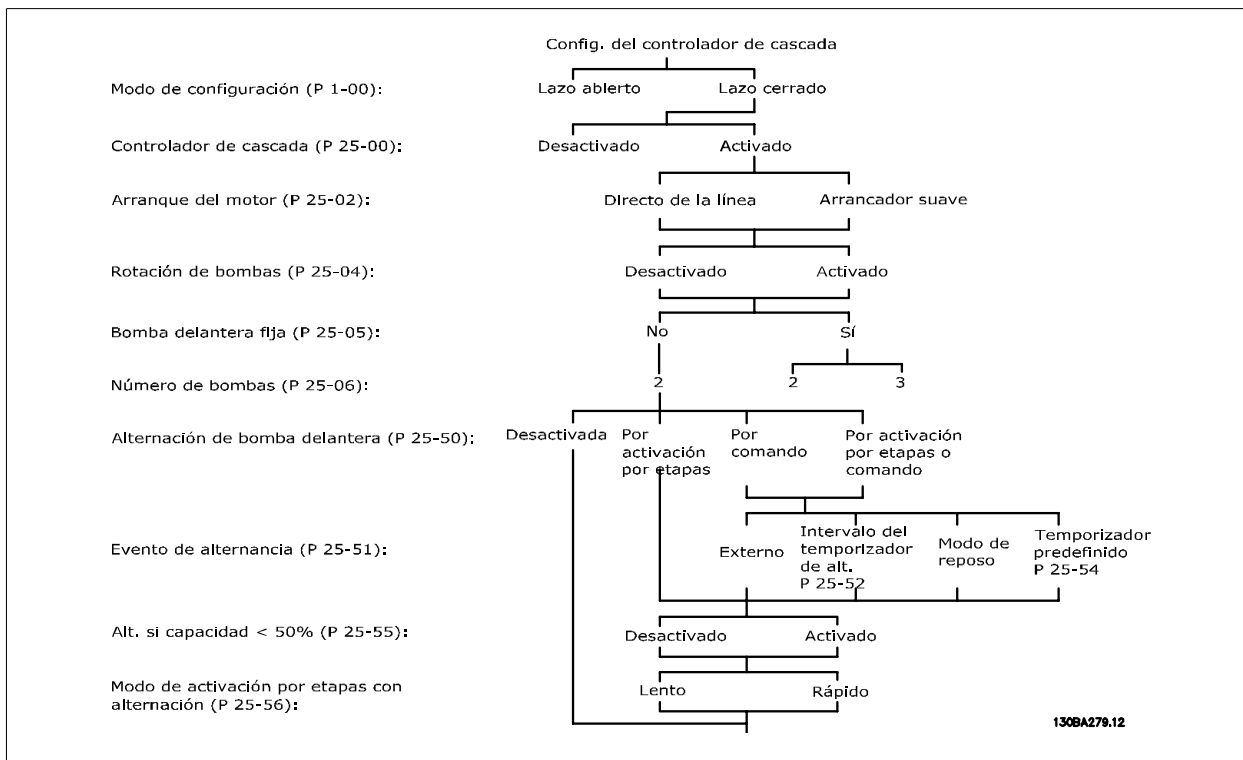 Config. del controlador de cascada
Modo de configuración (P 1-00):
Lazo abierto
Lazo cerrado
Controlador de cascada (P 25-00):
Desactivado
Activado
Arranque del motor (P 25-02):
Directo de la línea
Arrancador suave
Rotación de bombas (P 25-04):
Desactivado
Activado
Bomba delantera fija (P 25-05):
No
Sí
Número de bombas (P 25-06):
2
2
3
Alternación de bomba delantera (P 25-50):
Desactivada
Por
activación
por etapas
Por
comando
Por activación
por etapas o
comando
Evento de alternancia (P 25-51):
Externo
Intervalo del
temporizador
de alt.
P 25-52
Modo de
reposo
Temporizador
predefinido
P 25-54
Alt. si capacidad < 50% (P 25-55):
Desactivado
Activado
Modo de activación por etapas con
alternación (P 25-56):
Lento
Rápido
130BA279.12